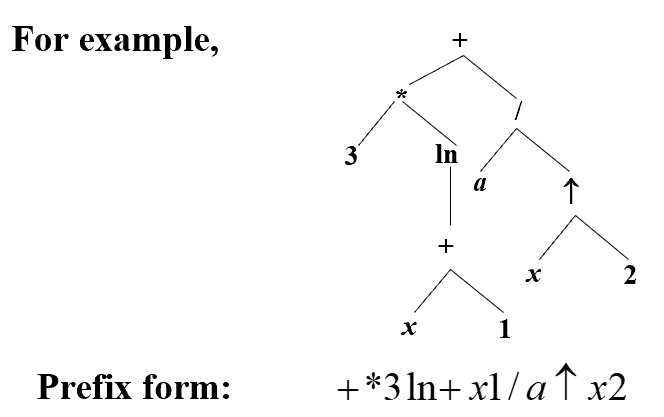 For example,
+
*
/
3
ln
a
↑
+
x
2
x
1
Prefix form: +*3ln+x1/a↑x2